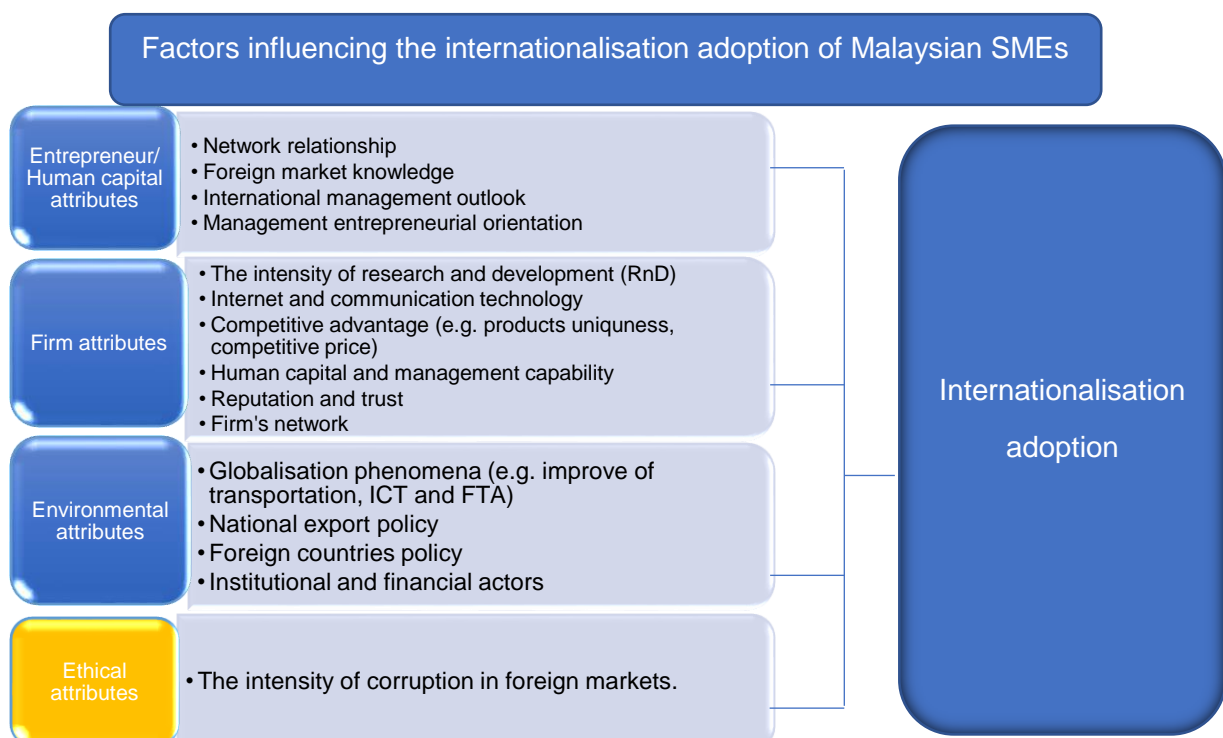 Factors influencing the internationalisation adoption of Malaysian SMEs
Entrepreneur/
Human capital
attributes
• Network relationship
• Foreign market knowledge
• International management outlook
• Management entrepreneurial orientation
Firm attributes
• The intensity of research and development (RnD)
• Internet and communication technology
• Competitive advantage (e.g. products uniquness,
competitive price)
• Human capital and management capability
• Reputation and trust
• Firm's network
Environmental
attributes
• Globalisation phenomena (e.g. improve of
transportation, ICT and FTA)
• National export policy
• Foreign countries policy
• Institutional and financial actors
Ethical
attributes
• The intensity of corruption in foreign markets.
Internationalisation
adoption